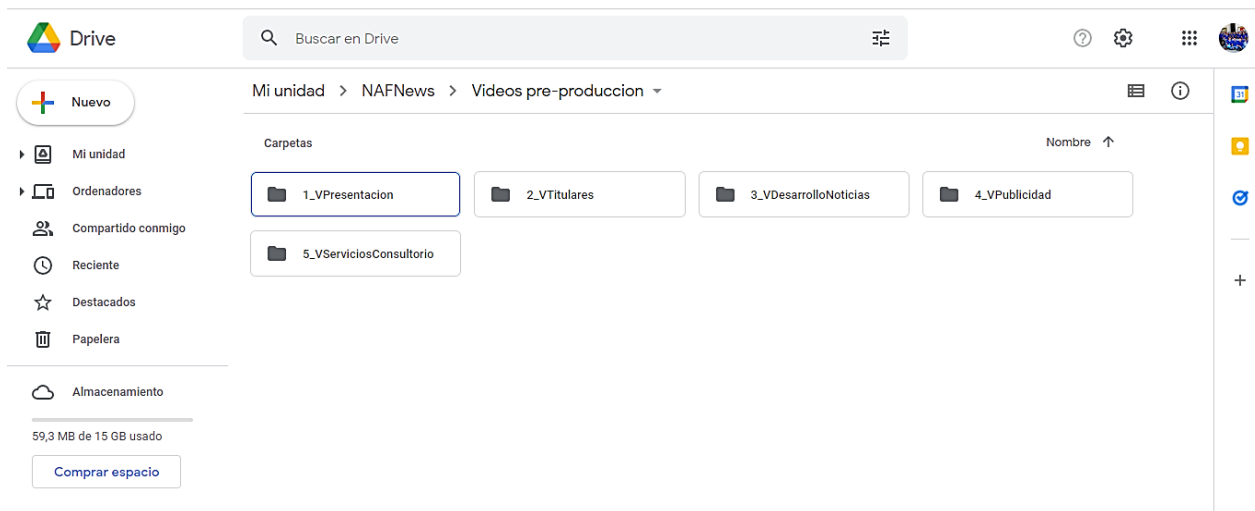 Drive
Buscar en Drive
Nuevo
Mi unidad
Ordenadores
Compartido conmigo
Reciente
Destacados
Papelera
Almacenamiento
59,3 MB de 15 GB usado
Comprar espacio
Mi unidad > NAFNews > Videos pre-produccion
Carpetas
Nombre
1_VPresentacion
2_VTitulares
3_VDesarrolloNoticias
4_VPublicidad
5_VServiciosConsultorio
31